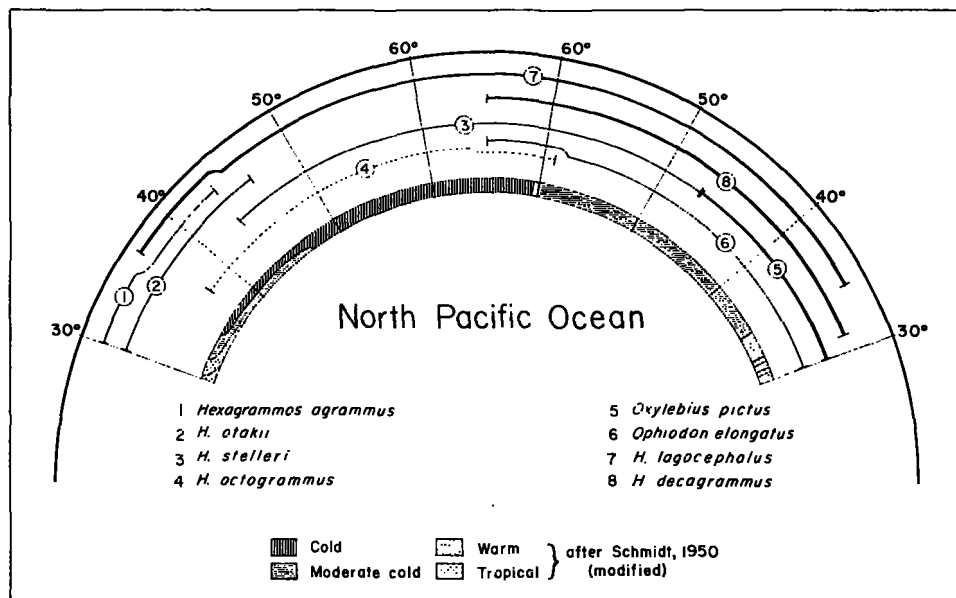 60° 60°
50° 50°
40° 40°
30° 30°
7
3
4
8
6
5
1
2
North Pacific Ocean
1 Hexagrammos agrammus
2 H. otakii
3 H. stelleri
4 H. octogrammus
5 Oxylebius pictus
6 Ophiodon elongatus
7 H. lagocephalus
8 H decagrammus
Cold
Moderate cold
Warm
Tropical
after Schmidt, 1950
(modified)